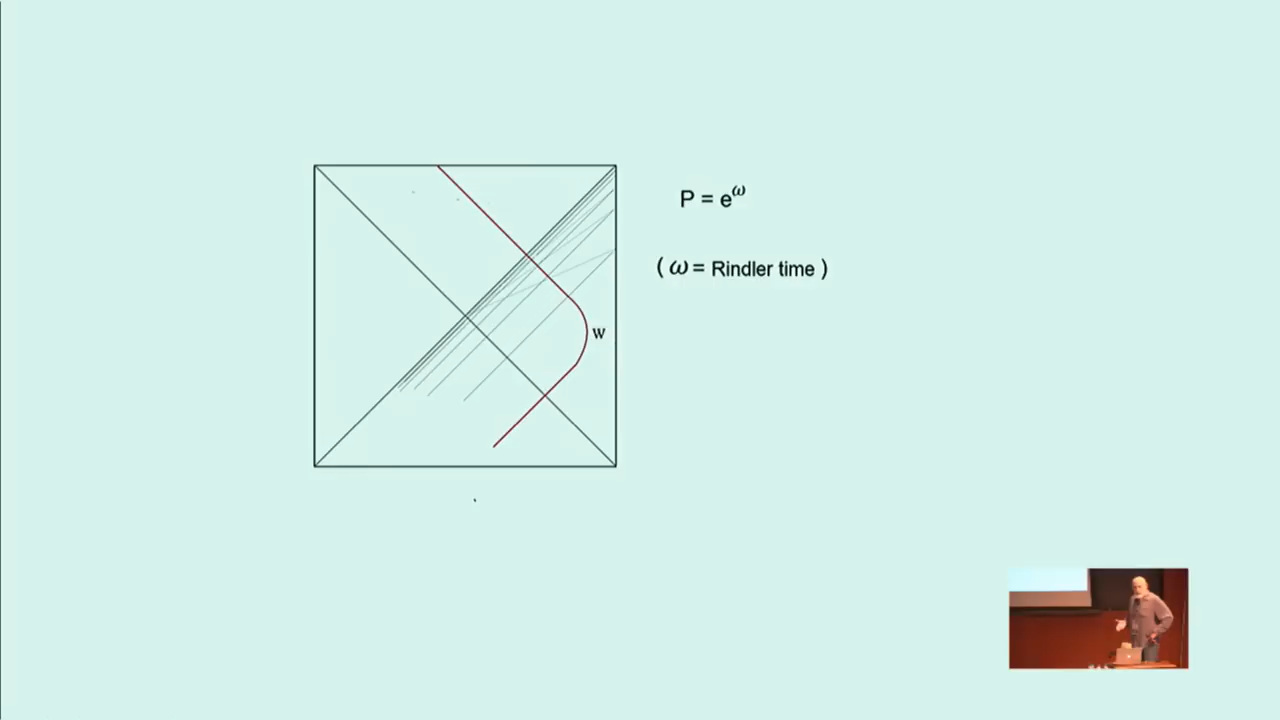 P = e^ω
( ω = Rindler time )
W